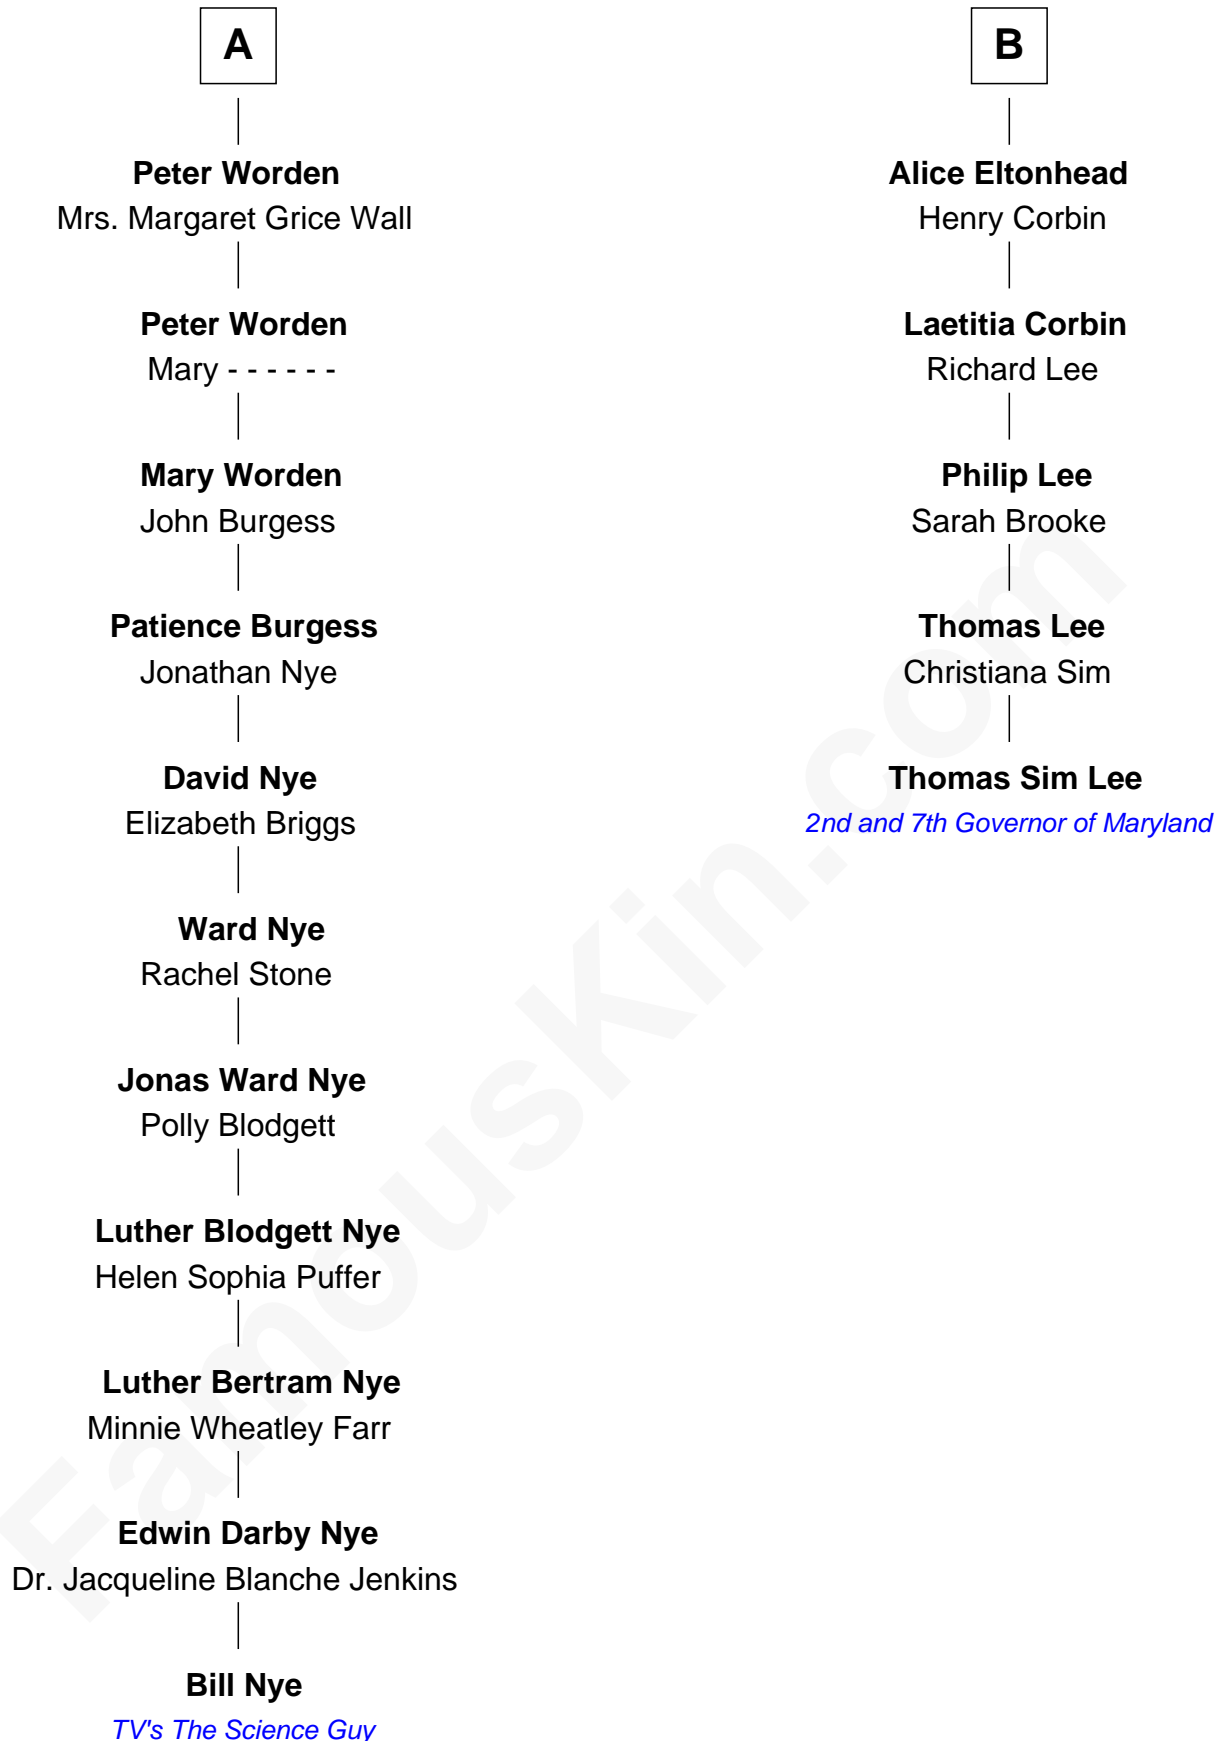 A
Peter Worden
Mrs. Margaret Grice Wall
Peter Worden
Mary - - - - - -
Mary Worden
John Burgess
Patience Burgess
Jonathan Nye
David Nye
Elizabeth Briggs
Ward Nye
Rachel Stone
Jonas Ward Nye
Polly Blodgett
Luther Blodgett Nye
Helen Sophia Puffer
Luther Bertram Nye
Minnie Wheatley Farr
Edwin Darby Nye
Dr. Jacqueline Blanche Jenkins
Bill Nye
TV's The Science Guy
B
Alice Eltonhead
Henry Corbin
Laetitia Corbin
Richard Lee
Philip Lee
Sarah Brooke
Thomas Lee
Christiana Sim
Thomas Sim Lee
2nd and 7th Governor of Maryland
FamousKin.com